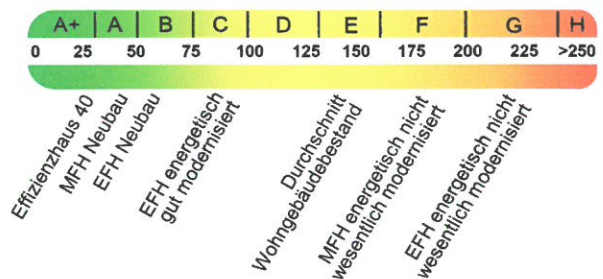 A+ A B C D E F G H
0 25 50 75 100 125 150 175 200 225 >250
Effizienzhaus 40
MFH Neubau
EFH Neubau
EFH energetisch
gut modernisiert
Durchschnitt
Wohngebäudebestand
MFH energetisch nicht
wesentlich modernisiert
EFH energetisch nicht
wesentlich modernisiert